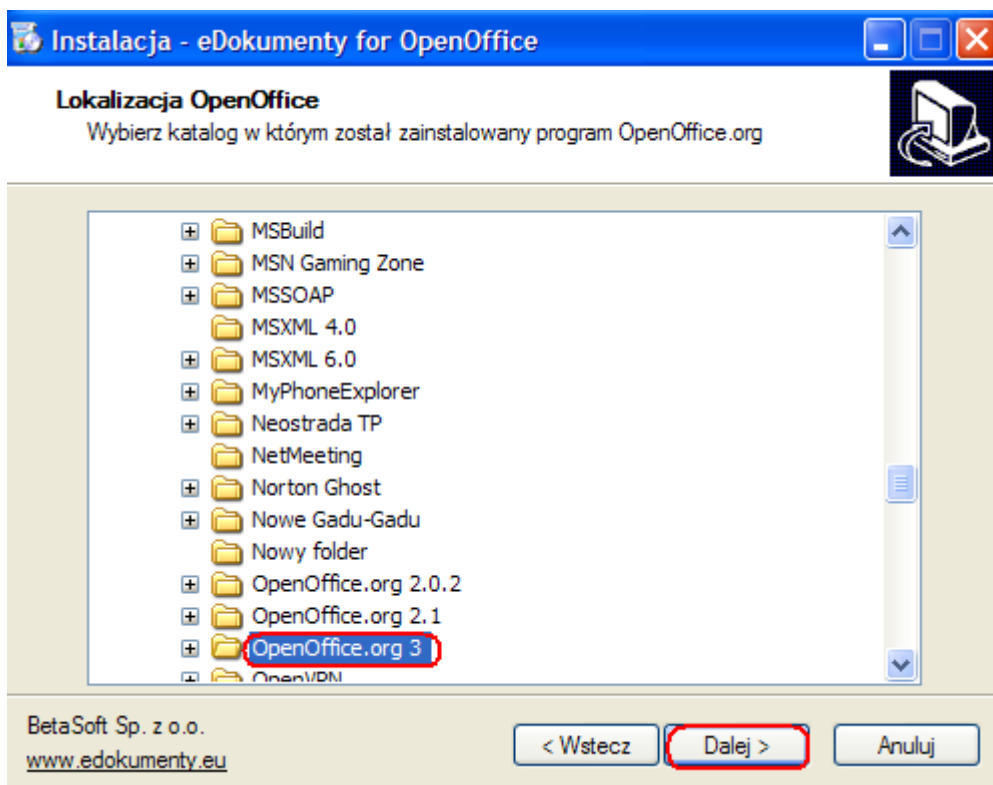 Instalacja - eDokumenty for OpenOffice
Lokalizacja OpenOffice
Wybierz katalog w którym został zainstalowany program OpenOffice.org
MSBuild
MSN Gaming Zone
MSSOAP
MSXML 4.0
MSXML 6.0
MyPhoneExplorer
Neostrada TP
NetMeeting
Norton Ghost
Nowe Gadu-Gadu
Nowy folder
OpenOffice.org 2.0.2
OpenOffice.org 2.1
OpenOffice.org 3
OpenVPN
BetaSoft Sp. z o.o.
www.edokumenty.eu
< Wstecz Dalej > Anuluj